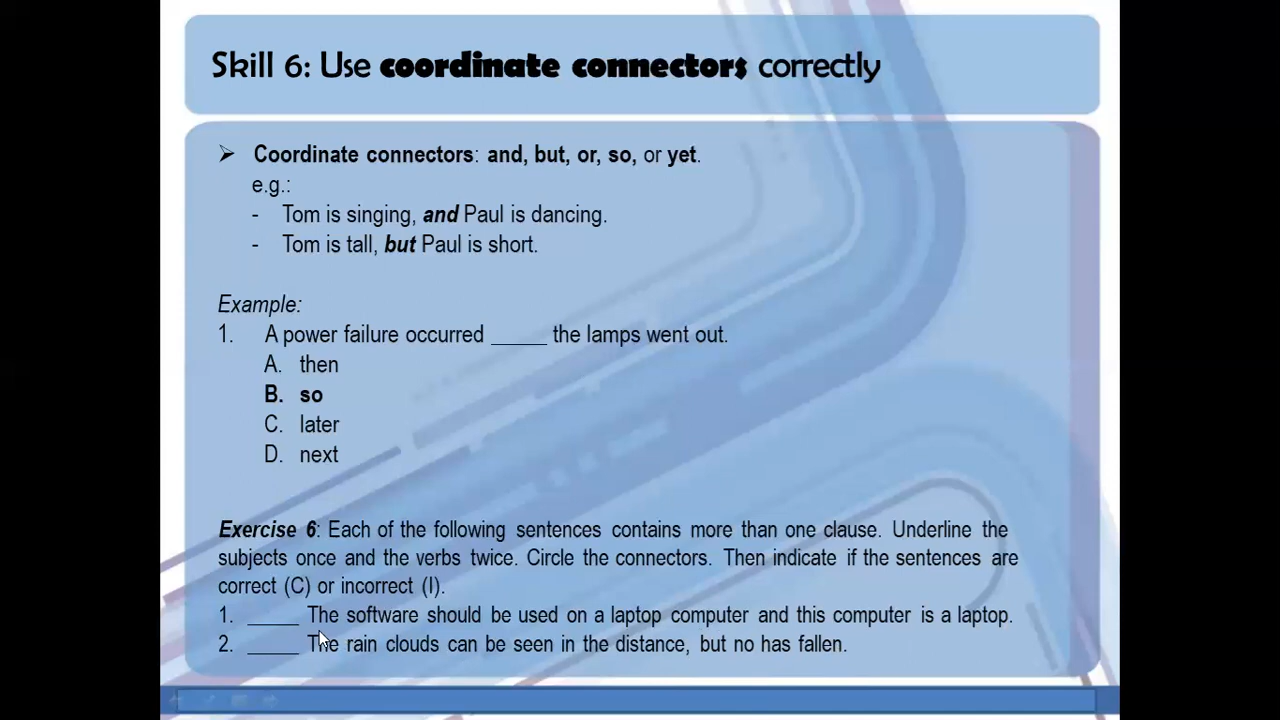 Skill 6: Use coordinate connectors correctly
Coordinate connectors: and, but, or, so, or yet.
e.g.:
- Tom is singing, and Paul is dancing.
- Tom is tall, but Paul is short.
Example:
1. A power failure occurred _____ the lamps went out.
A. then
B. so
C. later
D. next
Exercise 6: Each of the following sentences contains more than one clause. Underline the
subjects once and the verbs twice. Circle the connectors. Then indicate if the sentences are
correct (C) or incorrect (I).
1. _____ The software should be used on a laptop computer and this computer is a laptop.
2. _____ The rain clouds can be seen in the distance, but no has fallen.